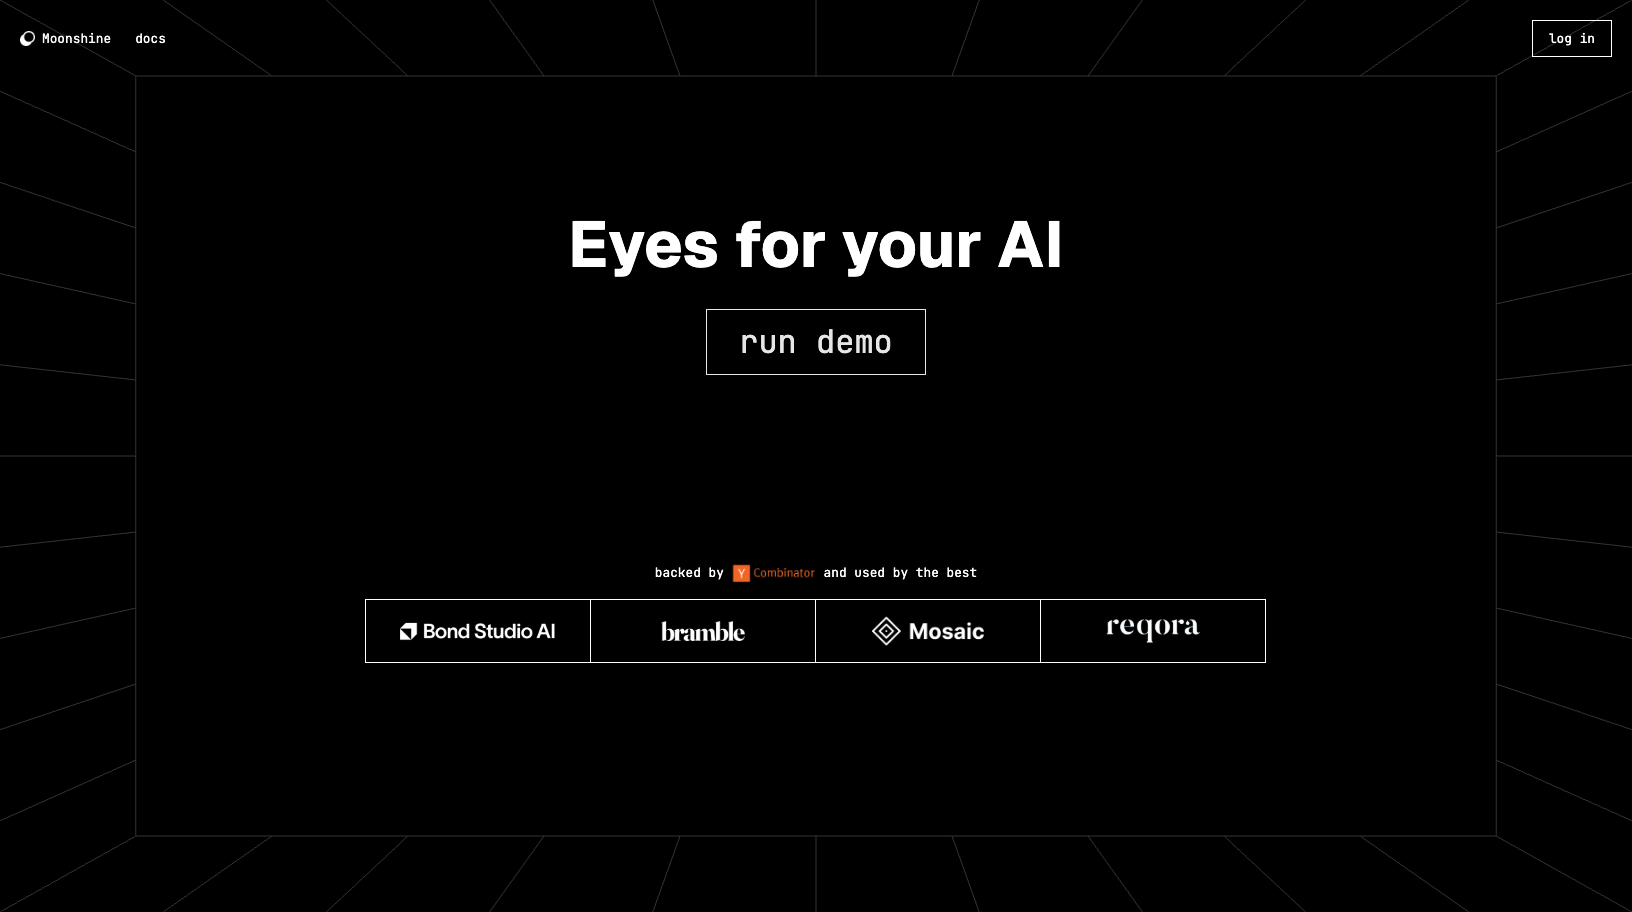 Moonshine docs log in
Eyes for your AI
run demo
backed by Y Combinator and used by the best
Bond Studio AI bramble Mosaic reqora